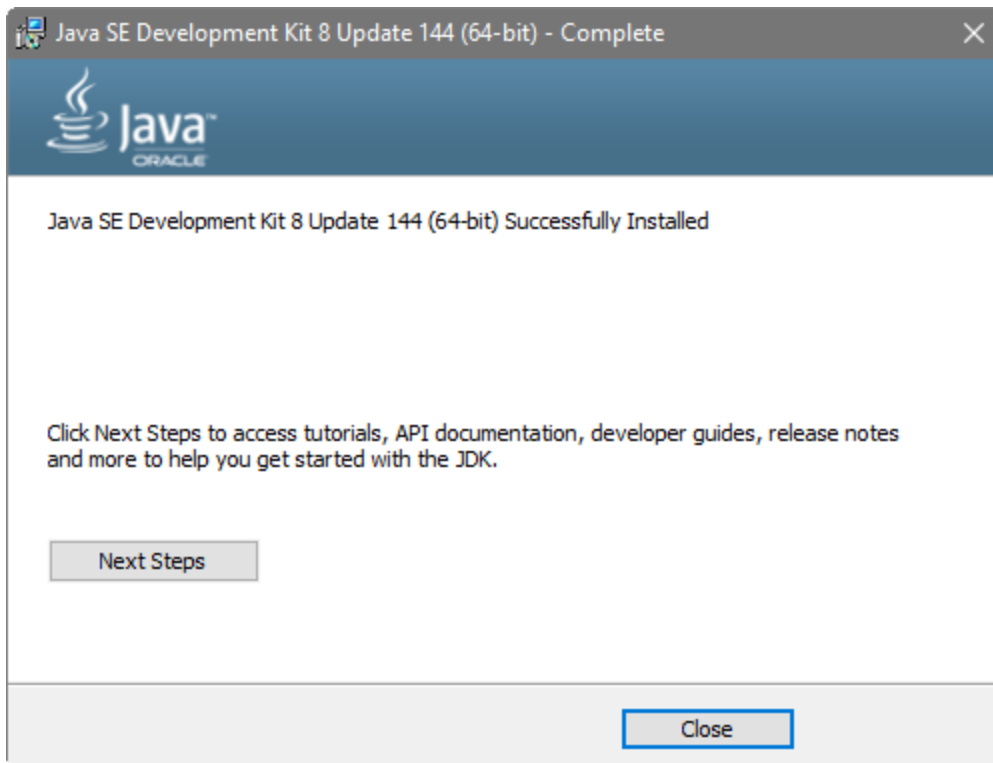 Java SE Development Kit 8 Update 144 (64-bit) - Complete
Java™
ORACLE
Java SE Development Kit 8 Update 144 (64-bit) Successfully Installed
Click Next Steps to access tutorials, API documentation, developer guides, release notes
and more to help you get started with the JDK.
Next Steps
Close